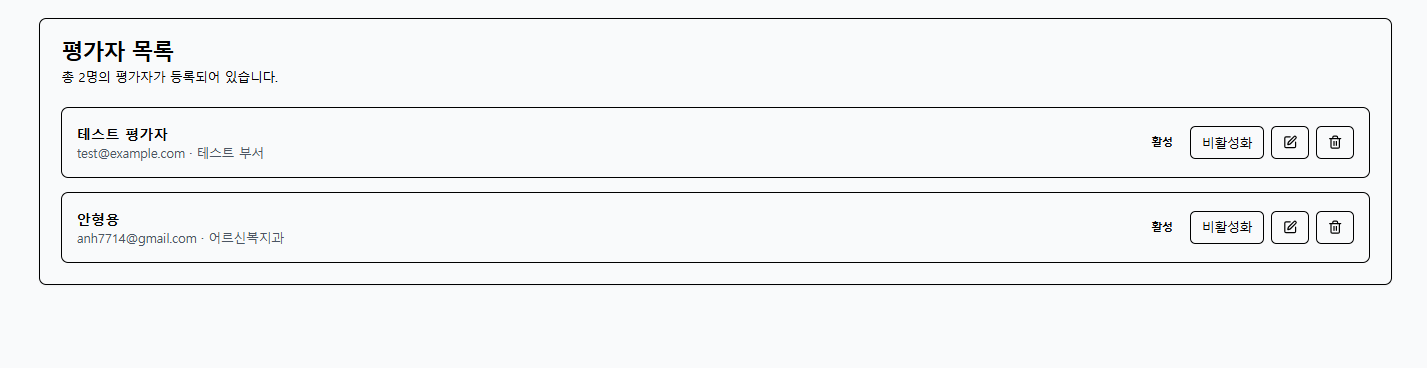 평가자 목록
총 2명의 평가자가 등록되어 있습니다.
테스트 평가자
test@example.com · 테스트 부서
활성 비활성화
안형용
anh7714@gmail.com · 어르신복지과
활성 비활성화